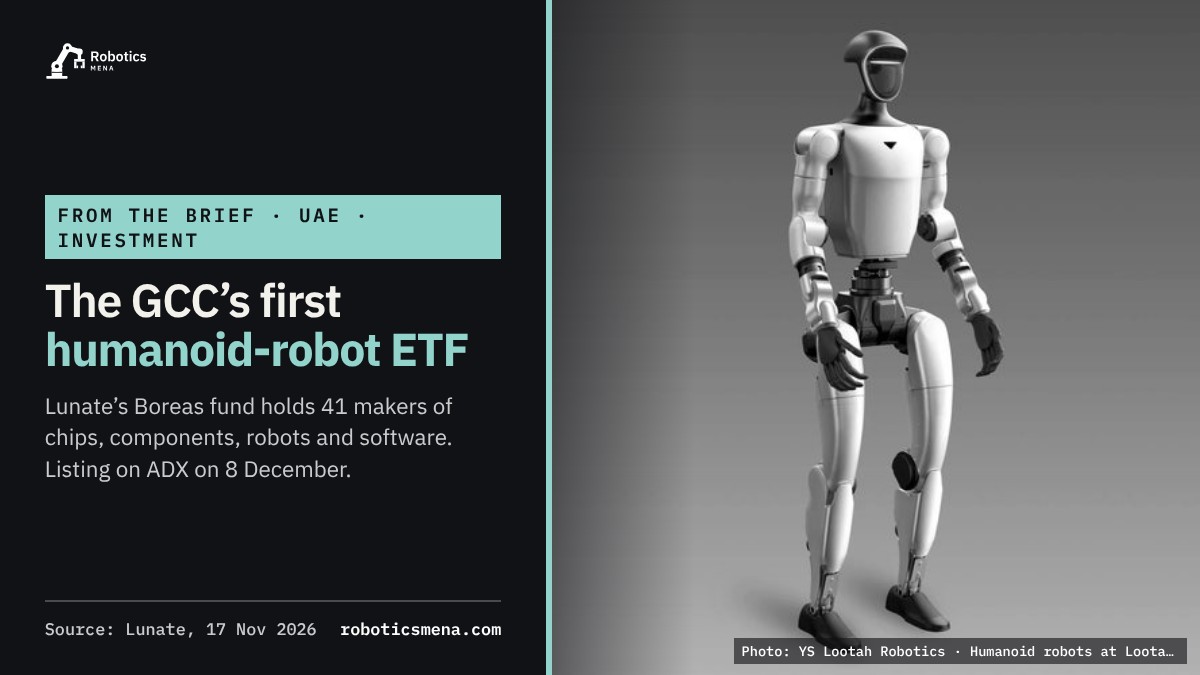 Robotics
MENA
FROM THE BRIEF · UAE ·
INVESTMENT
The GCC’s first
humanoid-robot ETF
Lunate’s Boreas fund holds 41 makers of
chips, components, robots and software.
Listing on ADX on 8 December.
Source: Lunate, 17 Nov 2026
roboticsmena.com
Photo: YS Lootah Robotics · Humanoid robots at Loota…